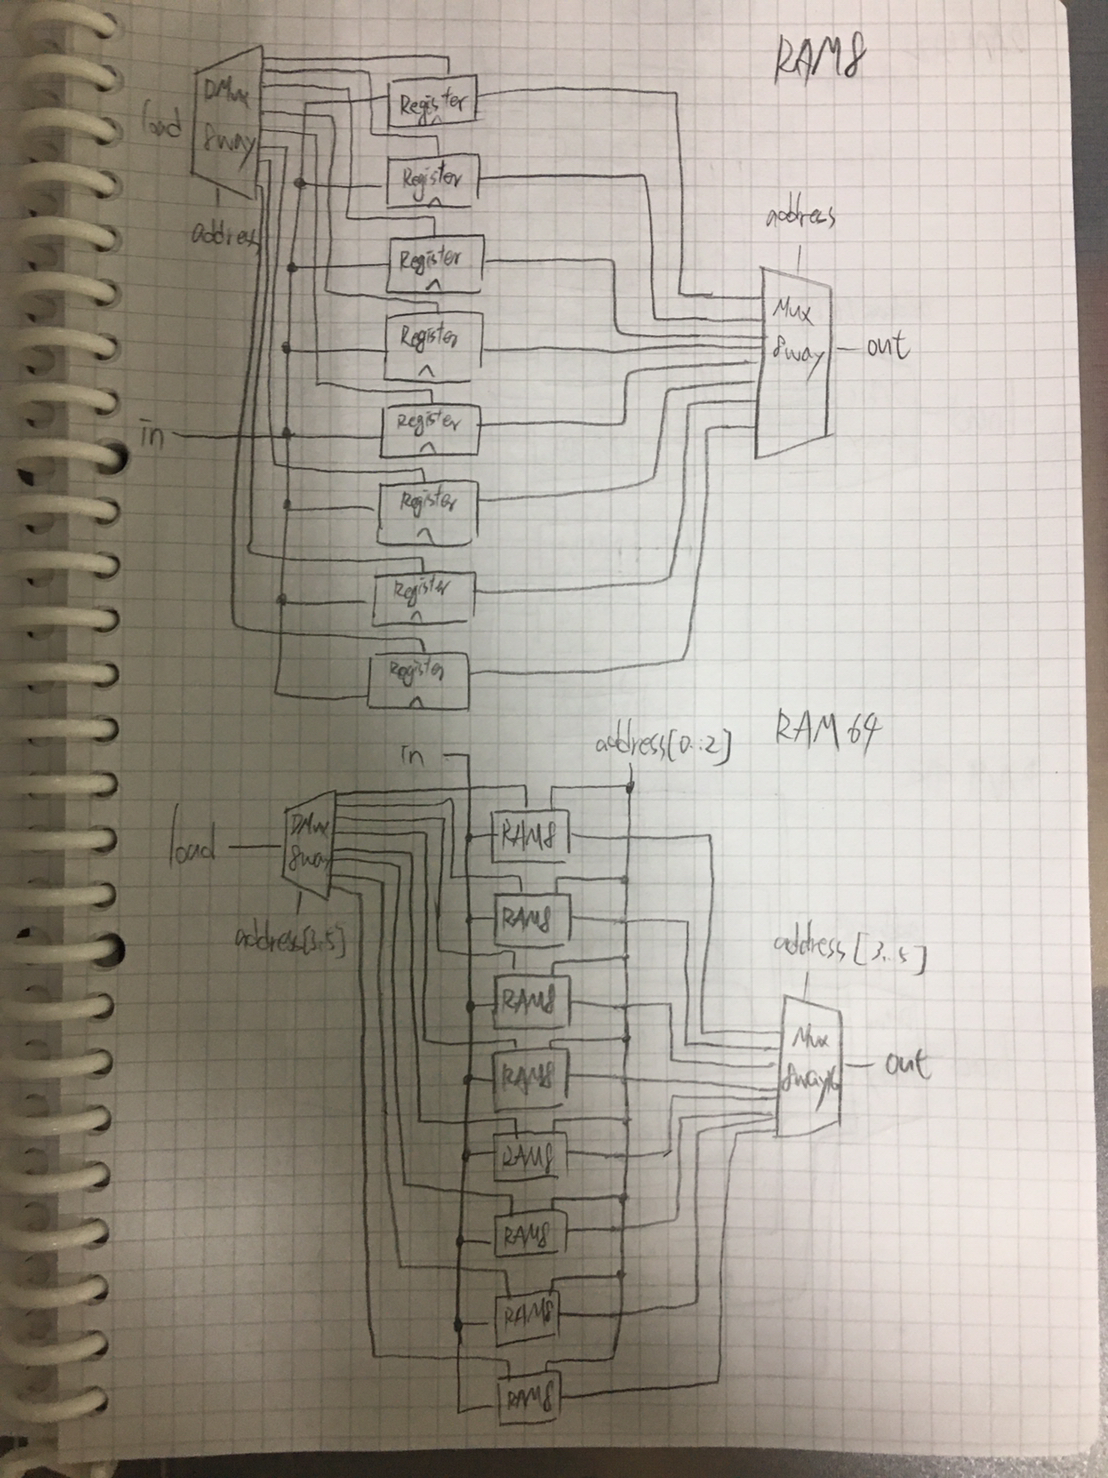 RAM8
DMux
8way
load
address
Register
Register
Register
Register
Register
Register
Register
Register
in
address
Mux
8way
out
RAM64
in
address[0..2]
load
DMux
8way
address[3..5]
RAM8
RAM8
RAM8
RAM8
RAM8
RAM8
RAM8
RAM8
address[3..5]
Mux
8way16
out